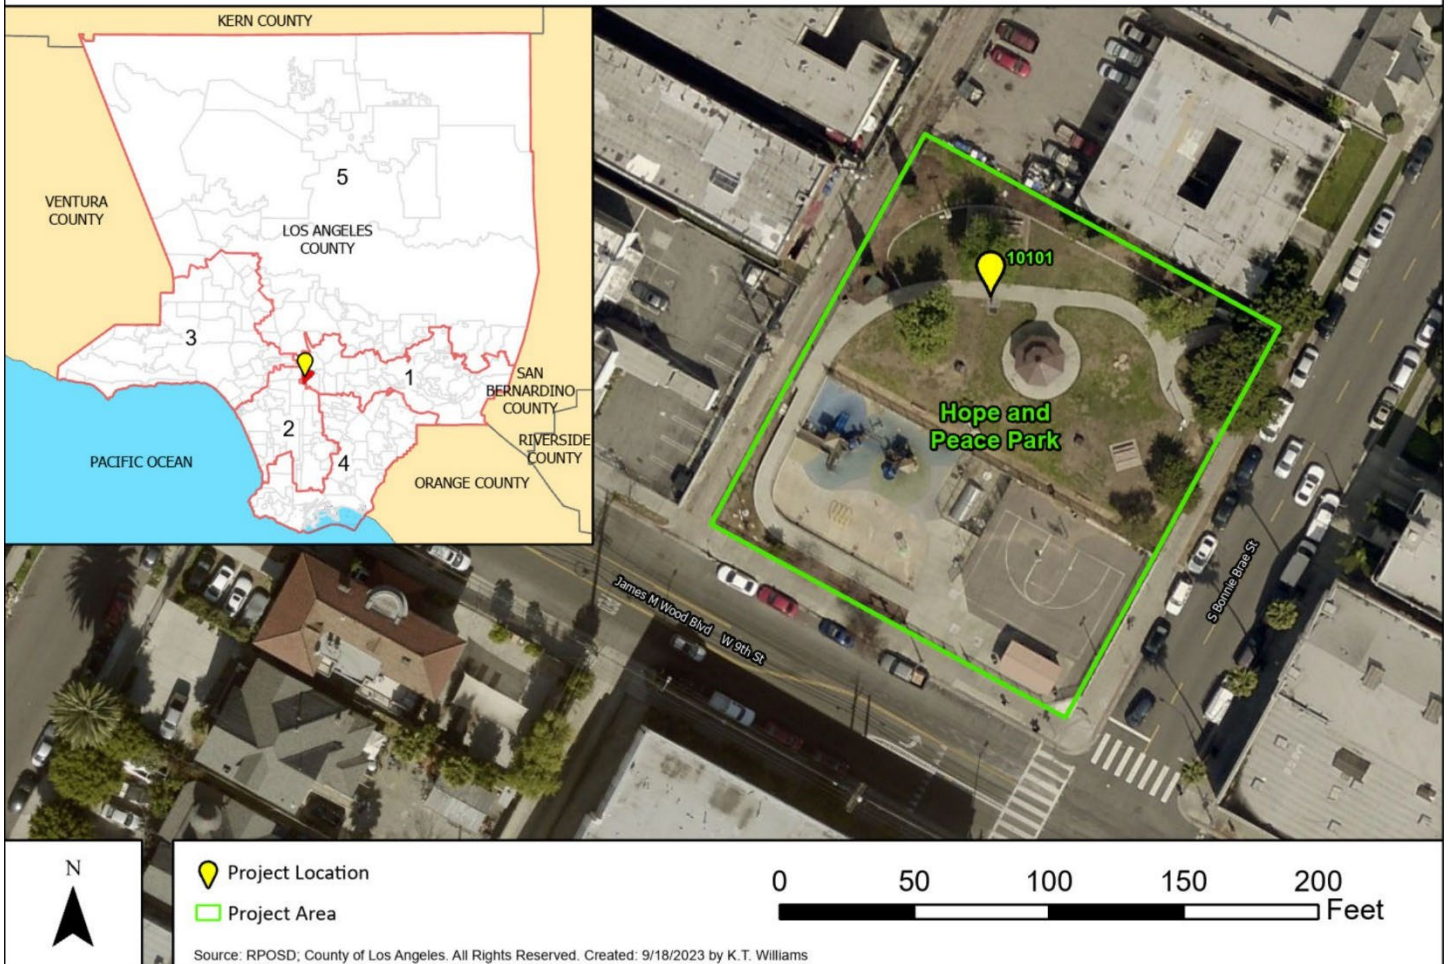 KERN COUNTY
5
VENTURA
COUNTY
LOS ANGELES
COUNTY
3
1
SAN
BERNARDINO
COUNTY
2
RIVERSIDE
COUNTY
4
PACIFIC OCEAN
ORANGE COUNTY
10101
Hope and
Peace Park
James M Wood Blvd W 9th St
S Bonnie Brae St
N
Project Location
Project Area
0 50 100 150 200
Feet
Source: RPOSD; County of Los Angeles. All Rights Reserved. Created: 9/18/2023 by K.T. Williams